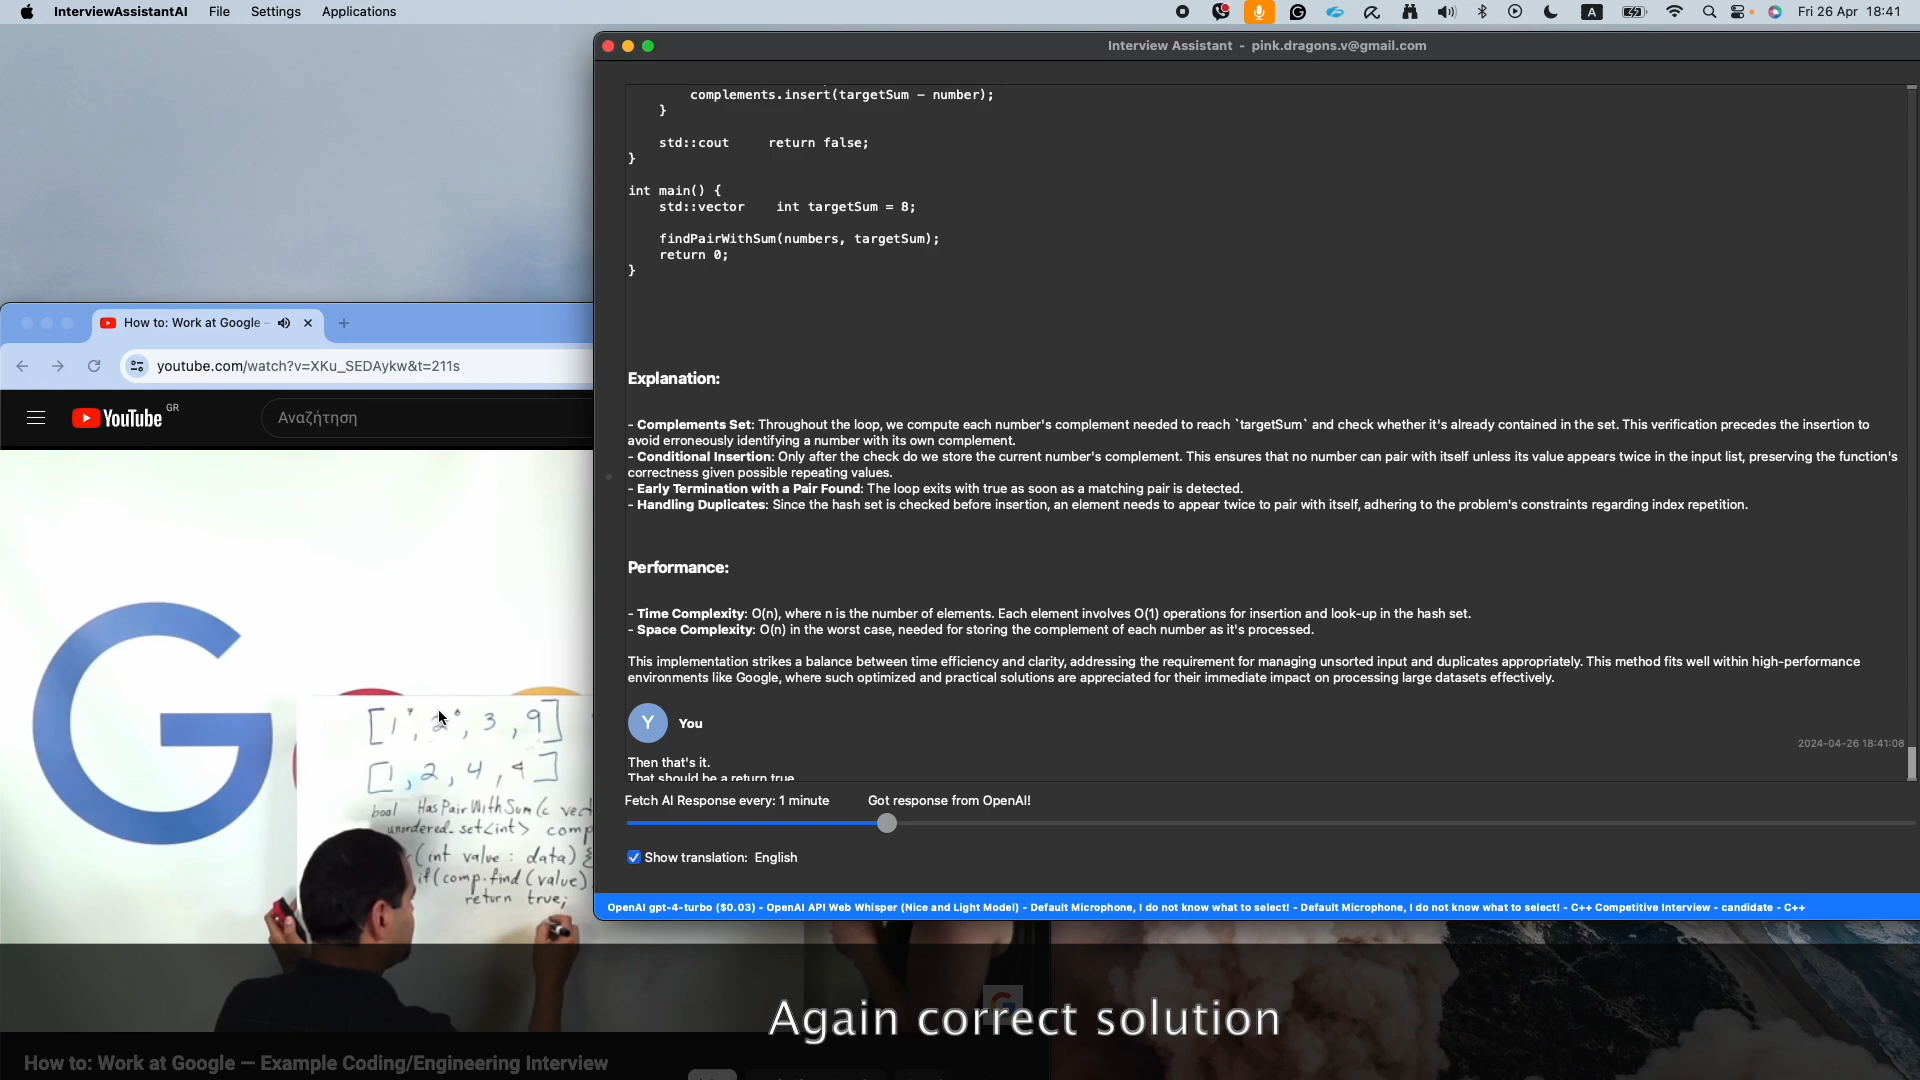 InterviewAssistantAI File Settings Applications
A
Fri 26 Apr 18:41
Interview Assistant - pink.dragons.v@gmail.com
complements.insert(targetSum - number);
}
std::cout return false;
}
int main() {
std::vector int targetSum = 8;
findPairWithSum(numbers, targetSum);
return 0;
}
Explanation:
- Complements Set: Throughout the loop, we compute each number's complement needed to reach `targetSum` and check whether it's already contained in the set. This verification precedes the insertion to
avoid erroneously identifying a number with its own complement.
- Conditional Insertion: Only after the check do we store the current number's complement. This ensures that no number can pair with itself unless its value appears twice in the input list, preserving the function's
correctness given possible repeating values.
- Early Termination with a Pair Found: The loop exits with true as soon as a matching pair is detected.
- Handling Duplicates: Since the hash set is checked before insertion, an element needs to appear twice to pair with itself, adhering to the problem's constraints regarding index repetition.
Performance:
- Time Complexity: O(n), where n is the number of elements. Each element involves O(1) operations for insertion and look-up in the hash set.
- Space Complexity: O(n) in the worst case, needed for storing the complement of each number as it's processed.
This implementation strikes a balance between time efficiency and clarity, addressing the requirement for managing unsorted input and duplicates appropriately. This method fits well within high-performance
environments like Google, where such optimized and practical solutions are appreciated for their immediate impact on processing large datasets effectively.
Y You
2024-04-26 18:41:08
Then that's it.
That should be a return true
Fetch AI Response every: 1 minute Got response from OpenAI!
Show translation: English
OpenAI gpt-4-turbo ($0.03) - OpenAI API Web Whisper (Nice and Light Model) - Default Microphone, I do not know what to select! - Default Microphone, I do not know what to select! - C++ Competitive Interview - candidate - C++
How to: Work at Google -
youtube.com/watch?v=XKu_SEDAykw&t=211s
YouTube GR
Αναζήτηση
G
[1, 2, 3, 9]
[1, 2, 4, 4]
bool HasPairWithSum(c vect
unordered_set<int> comp
(int value : data) {
if(comp.find(value)
return true;
Again correct solution
How to: Work at Google — Example Coding/Engineering Interview